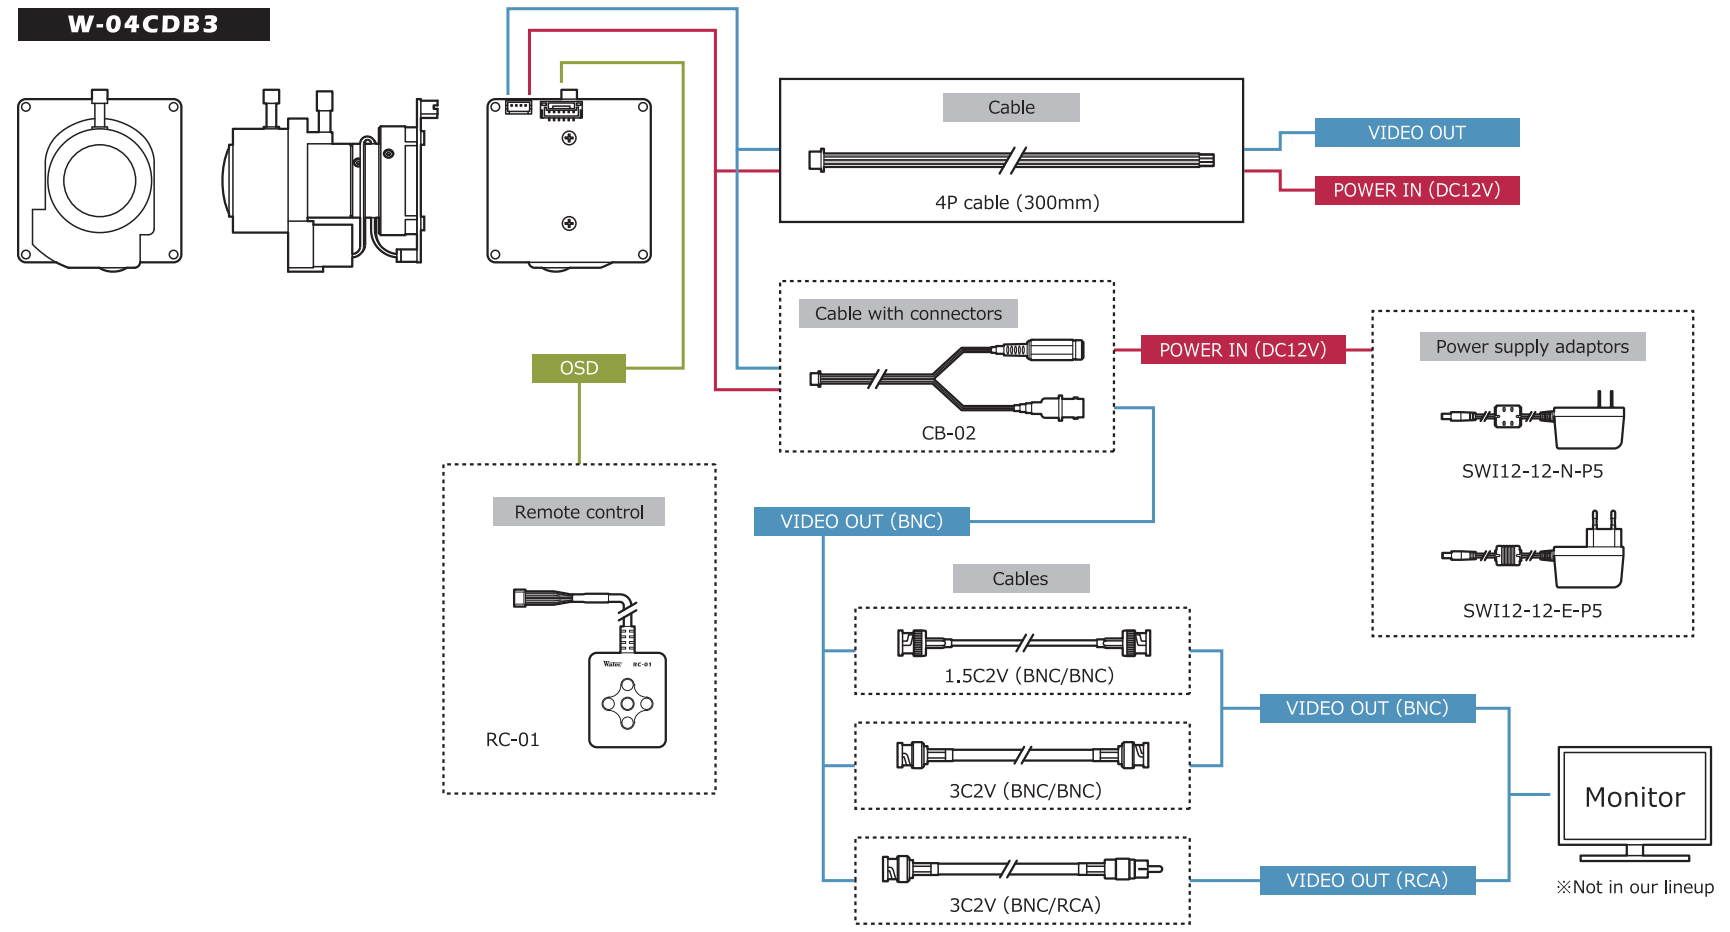 W-04CDB3
Cable
4P cable (300mm)
VIDEO OUT
POWER IN (DC12V)
Cable with connectors
CB-02
POWER IN (DC12V)
Power supply adaptors
SWI12-12-N-P5
SWI12-12-E-P5
OSD
Remote control
Watec RC-01
RC-01
VIDEO OUT (BNC)
Cables
1.5C2V (BNC/BNC)
3C2V (BNC/BNC)
3C2V (BNC/RCA)
VIDEO OUT (BNC)
VIDEO OUT (RCA)
Monitor
※Not in our lineup